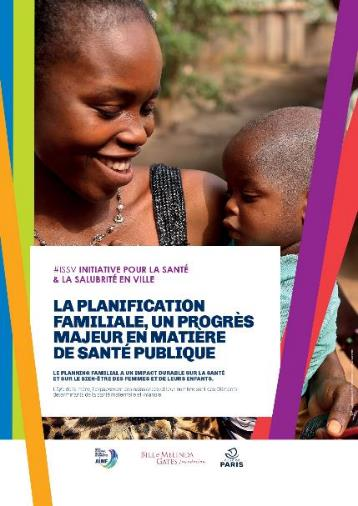 #ISSV INITIATIVE POUR LA SANTÉ
& LA SALUBRITÉ EN VILLE
LA PLANIFICATION
FAMILIALE, UN PROGRÈS
MAJEUR EN MATIÈRE
DE SANTÉ PUBLIQUE
LE PLANNING FAMILIAL A UN IMPACT DURABLE SUR LA SANTÉ
ET SUR LE BIEN-ÊTRE DES FEMMES ET DE LEURS ENFANTS.
AIMF
BILL & MELINDA
GATES foundation
PARIS